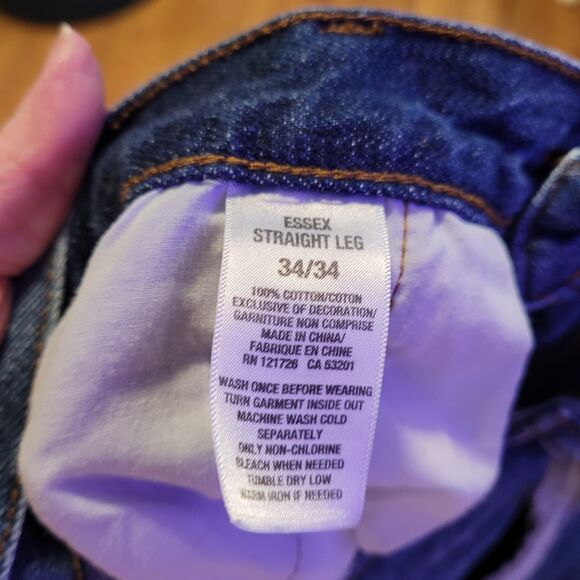 ESSEX
STRAIGHT LEG
34/34
100% COTTON/COTON
EXCLUSIVE OF DECORATION/
GARNITURE NON COMPRISE
MADE IN CHINA/
FABRIQUE EN CHINE
RN 121726 CA 53201
WASH ONCE BEFORE WEARING
TURN GARMENT INSIDE OUT
MACHINE WASH COLD
SEPARATELY
ONLY NON-CHLORINE
BLEACH WHEN NEEDED
TUMBLE DRY LOW
WARM IRON IF NEEDED